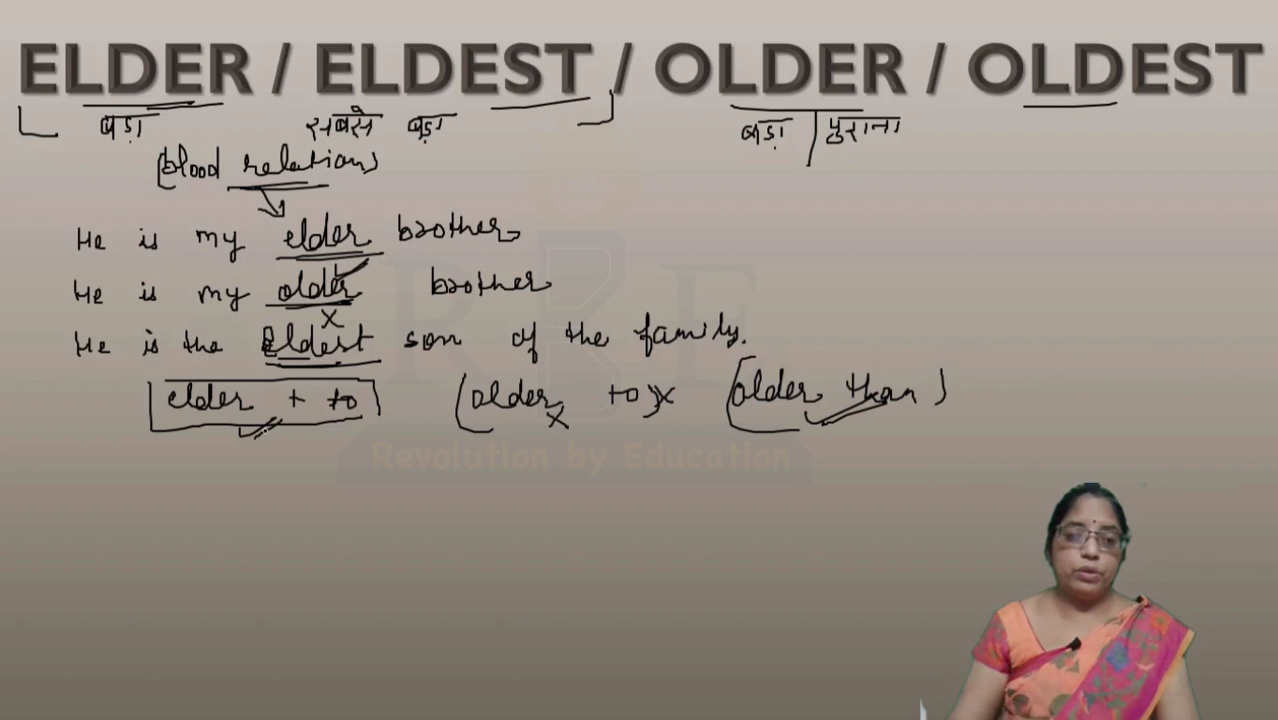 ELDER / ELDEST / OLDER / OLDEST
बड़ा सबसे बड़ा बड़ा पुराना
(blood relation)
He is my elder brother
He is my older brother
X
He is the Eldest son of the family.
elder + to (older to) X (older than)
X
Revolution by Education